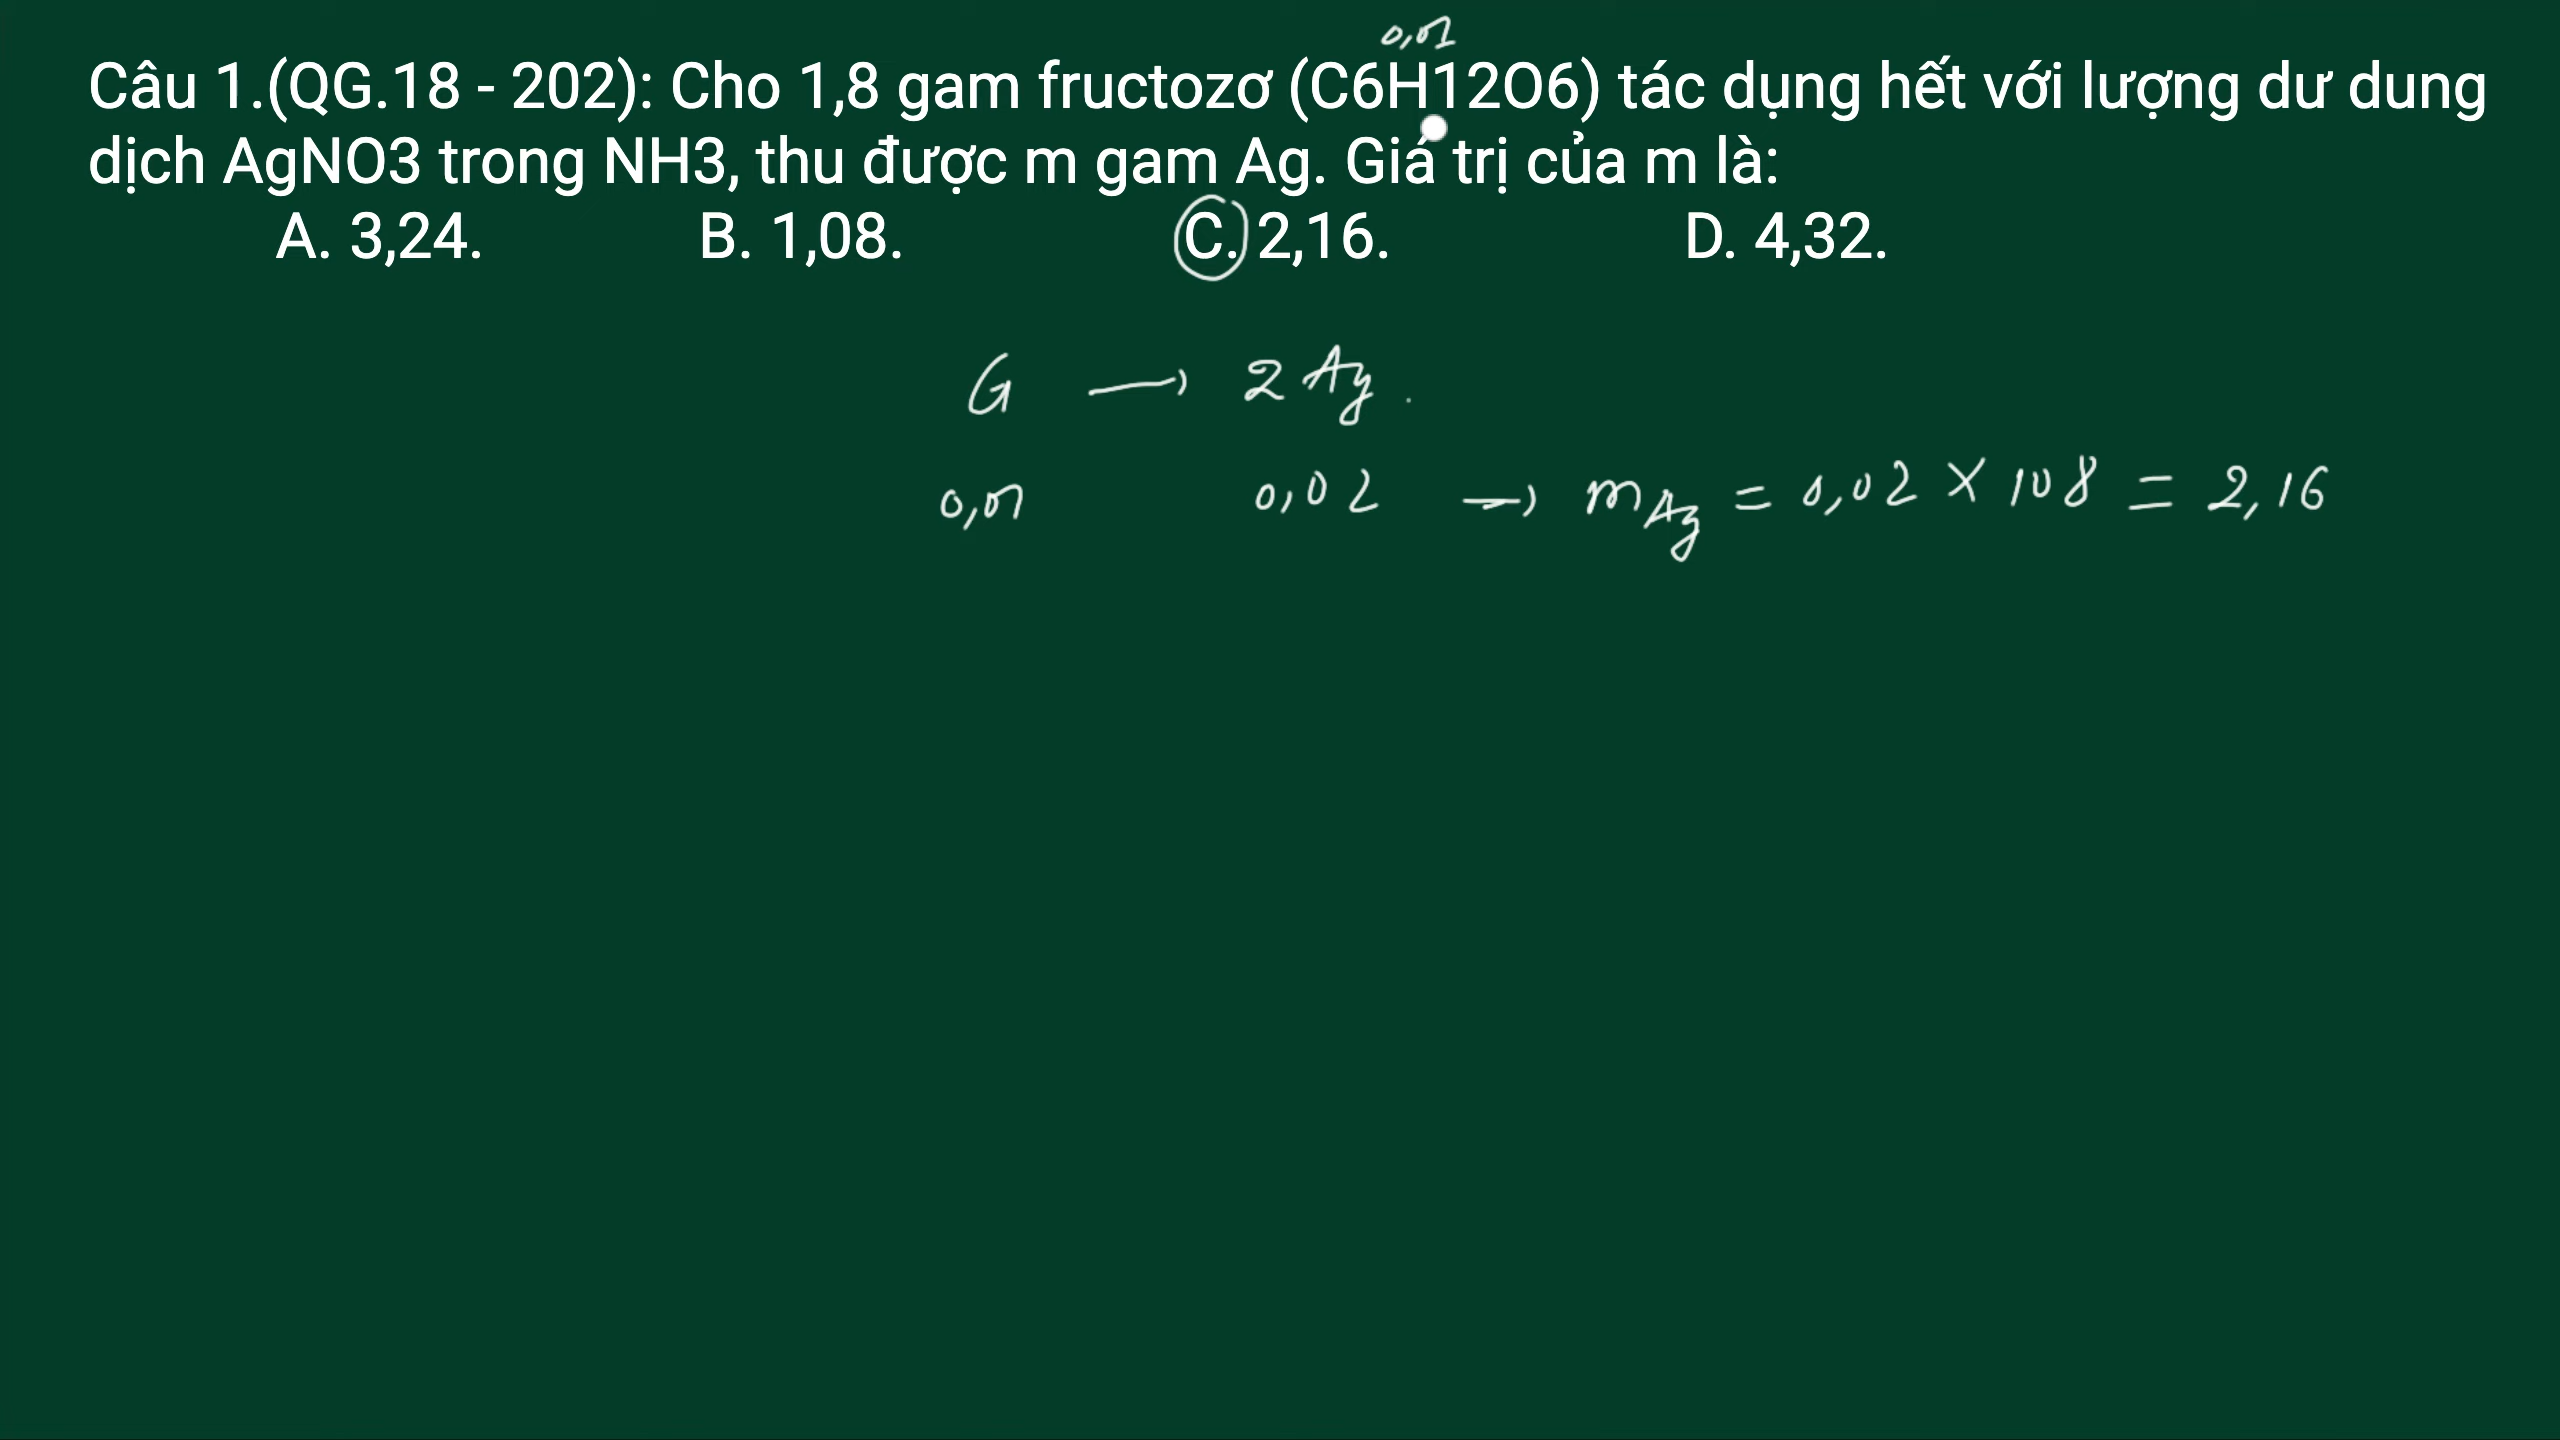 0,01
Câu 1.(QG.18 - 202): Cho 1,8 gam fructozơ (C6H12O6) tác dụng hết với lượng dư dung
dịch AgNO3 trong NH3, thu được m gam Ag. Giá trị của m là:
A. 3,24. B. 1,08. C. 2,16. D. 4,32.
G → 2 Ag.
0,01 0,02 → mAg = 0,02 × 108 = 2,16